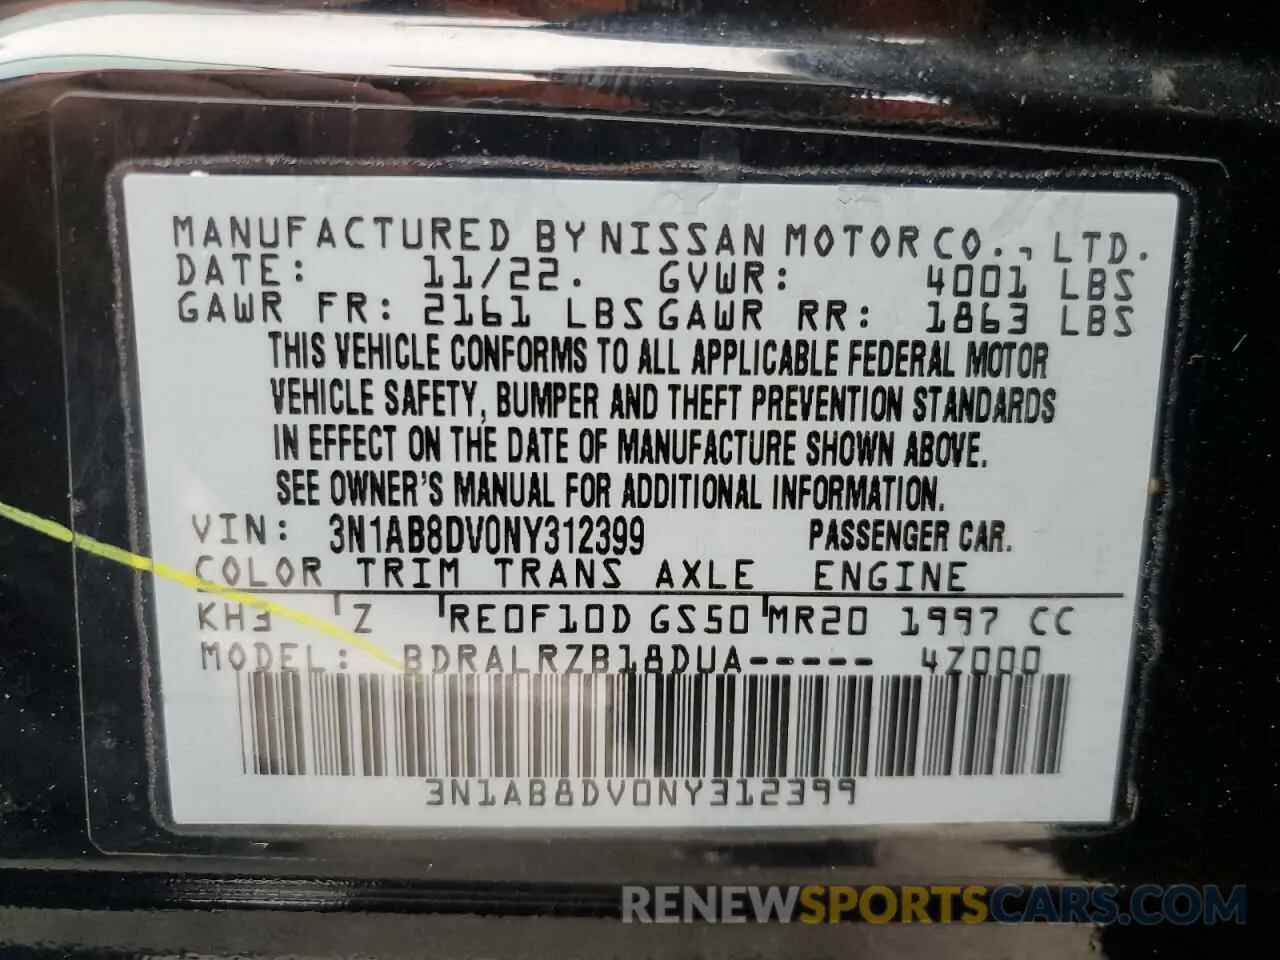 MANUFACTURED BY NISSAN MOTOR CO., LTD.
DATE: 11/22. GVWR: 4001 LBS
GAWR FR: 2161 LBS GAWR RR: 1863 LBS
THIS VEHICLE CONFORMS TO ALL APPLICABLE FEDERAL MOTOR
VEHICLE SAFETY, BUMPER AND THEFT PREVENTION STANDARDS
IN EFFECT ON THE DATE OF MANUFACTURE SHOWN ABOVE.
SEE OWNER'S MANUAL FOR ADDITIONAL INFORMATION.
VIN: 3N1AB8DV0NY312399 PASSENGER CAR.
COLOR TRIM TRANS AXLE ENGINE
KH3 Z RE0F10D GS50 MR20 1997 CC
MODEL: BDRALRZB18DUA----- 4Z000
3N1AB8DV0NY312399
RENEWSPORTSCARS.COM